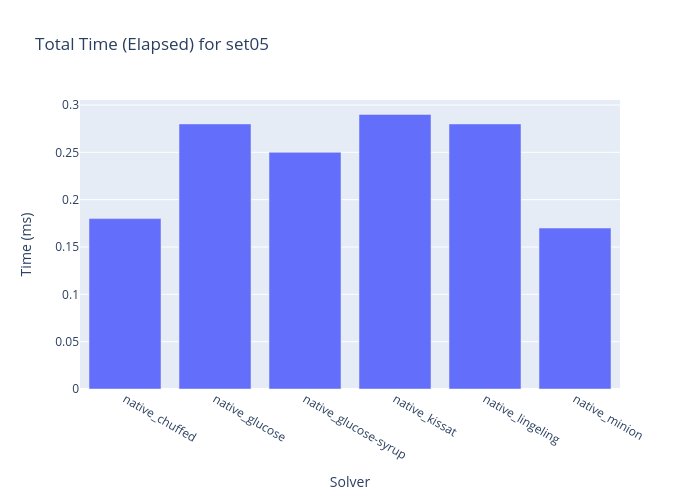 Total Time (Elapsed) for set05
0.3
0.25
0.2
0.15
0.1
0.05
0
Time (ms)
native_chuffed
native_glucose
native_glucose-syrup
native_kissat
native_lingeling
native_minion
Solver